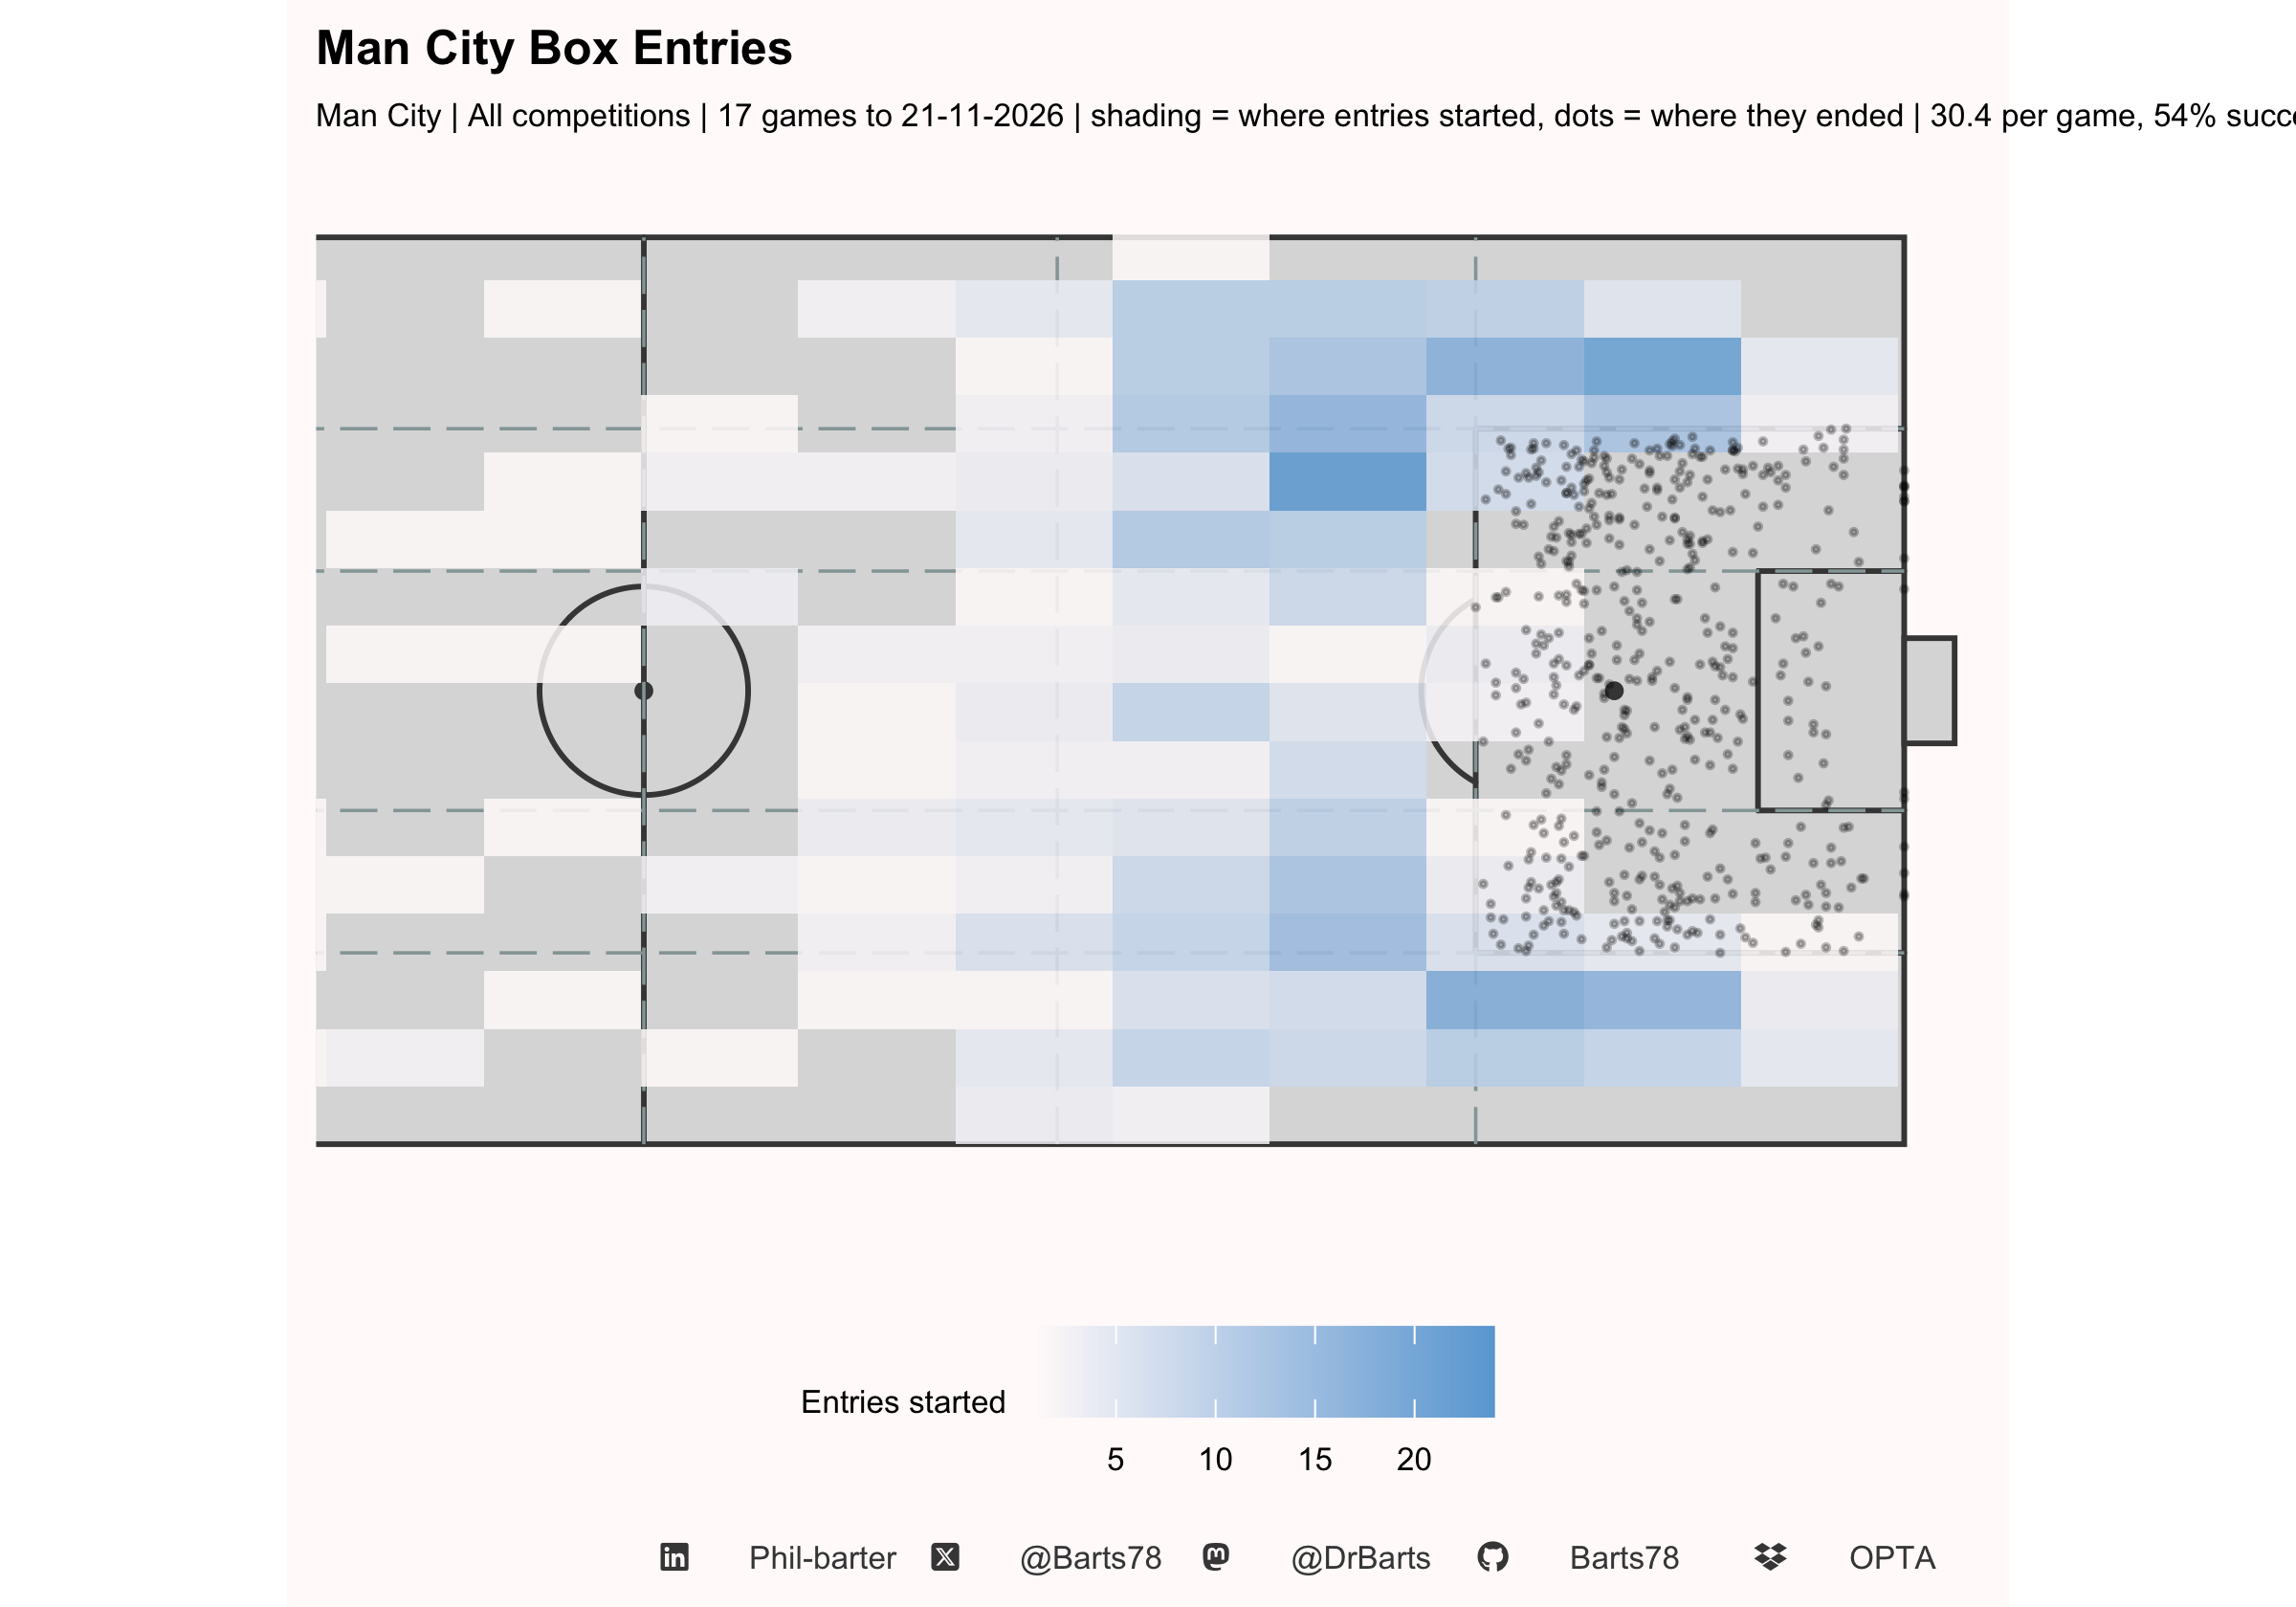 Man City Box Entries
Man City | All competitions | 17 games to 21-11-2026 | shading = where entries started, dots = where they ended | 30.4 per game, 54%
Entries started
5 10 15 20
Phil-barter @Barts78 @DrBarts Barts78 OPTA